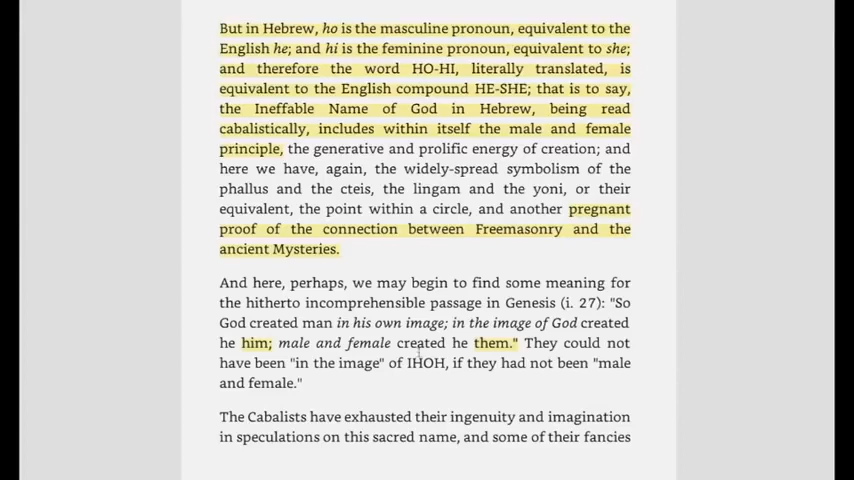 But in Hebrew, ho is the masculine pronoun, equivalent to the
English he; and hi is the feminine pronoun, equivalent to she;
and therefore the word HO-HI, literally translated, is
equivalent to the English compound HE-SHE; that is to say,
the Ineffable Name of God in Hebrew, being read
cabalistically, includes within itself the male and female
principle, the generative and prolific energy of creation; and
here we have, again, the widely-spread symbolism of the
phallus and the cteis, the lingam and the yoni, or their
equivalent, the point within a circle, and another pregnant
proof of the connection between Freemasonry and the
ancient Mysteries.
And here, perhaps, we may begin to find some meaning for
the hitherto incomprehensible passage in Genesis (i. 27): "So
God created man in his own image; in the image of God created
he him; male and female created he them." They could not
have been "in the image" of IHOH, if they had not been "male
and female."
The Cabalists have exhausted their ingenuity and imagination
in speculations on this sacred name, and some of their fancies